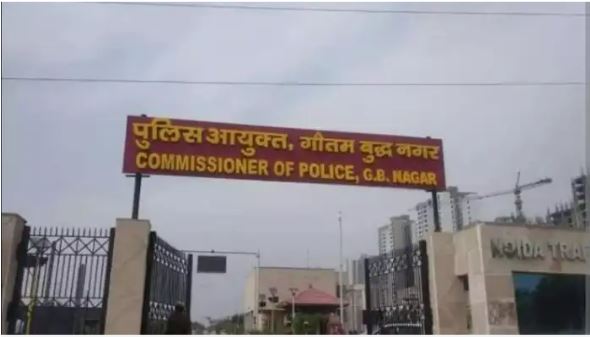 पुलिस आयुक्त, गौतम बुद्ध नगर
COMMISSIONER OF POLICE, G.B. NAGAR
NOIDA TRAF